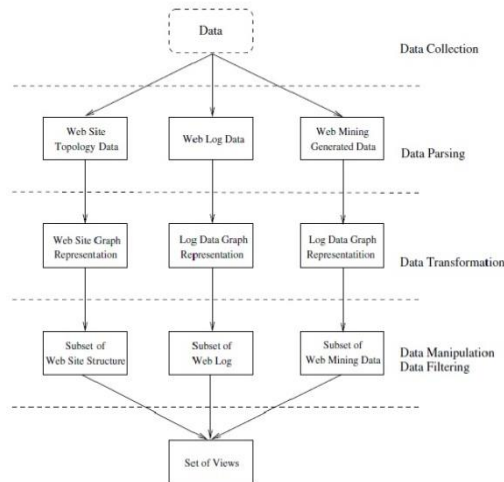 Data
Data Collection
Web Site
Topology Data
Web Log Data
Web Mining
Generated Data
Data Parsing
Web Site Graph
Representation
Log Data Graph
Representation
Log Data Graph
Representatition
Data Transformation
Subset of
Web Site Structure
Subset of
Web Log
Subset of
Web Mining Data
Data Manipulation
Data Filtering
Set of Views